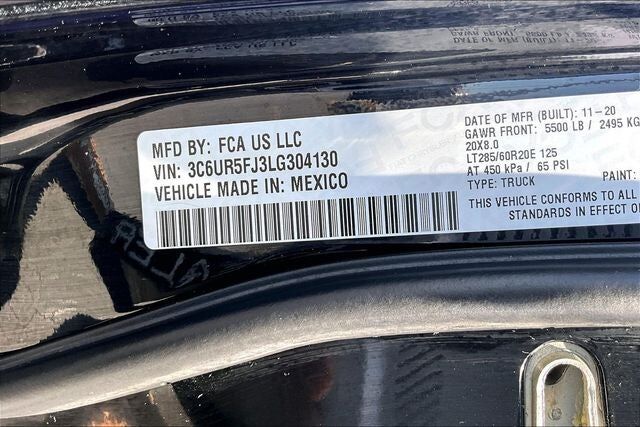 MFD BY: FCA US LLC
VIN: 3C6UR5FJ3LG304130
VEHICLE MADE IN: MEXICO
DATE OF MFR (BUILT): 11-20
GAWR FRONT: 5500 LB / 2495 KG
20X8.0
LT285/60R20E 125
AT 450 kPa / 65 PSI
TYPE: TRUCK
PAINT:
THIS VEHICLE CONFORMS
STANDARDS IN EFFECT O